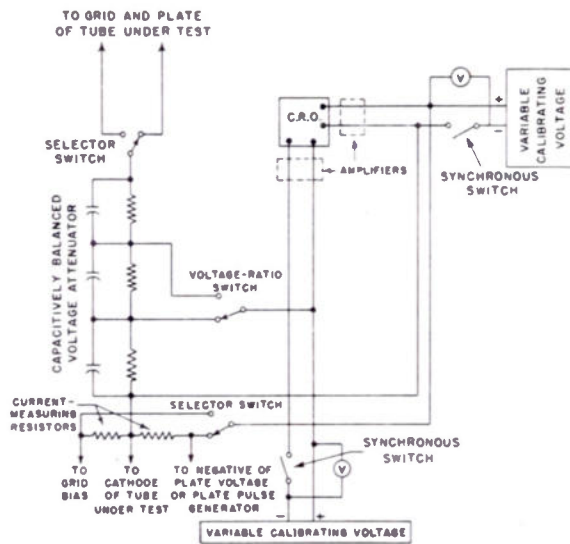 TO GRID AND PLATE
OF TUBE UNDER TEST
SELECTOR
SWITCH
C.R.O.
AMPLIFIERS
V
+
-
VARIABLE
CALIBRATING
VOLTAGE
SYNCHRONOUS
SWITCH
CAPACITIVELY BALANCED
VOLTAGE ATTENUATOR
VOLTAGE-RATIO
SWITCH
CURRENT-
MEASURING
RESISTORS
SELECTOR SWITCH
SYNCHRONOUS
SWITCH
V
TO
GRID
BIAS
TO
CATHODE
OF TUBE
UNDER TEST
TO NEGATIVE OF
PLATE VOLTAGE
OR PLATE PULSE
GENERATOR
- +
VARIABLE CALIBRATING VOLTAGE